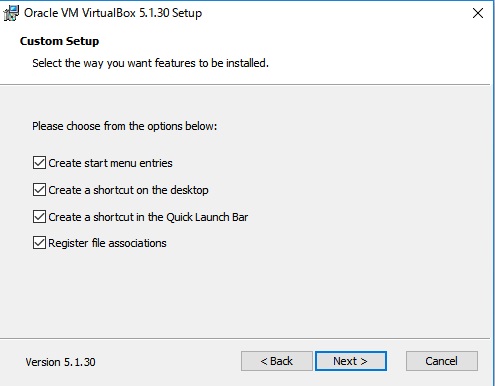 Oracle VM VirtualBox 5.1.30 Setup
Custom Setup
Select the way you want features to be installed.
Please choose from the options below:
Create start menu entries
Create a shortcut on the desktop
Create a shortcut in the Quick Launch Bar
Register file associations
Version 5.1.30
< Back
Next >
Cancel